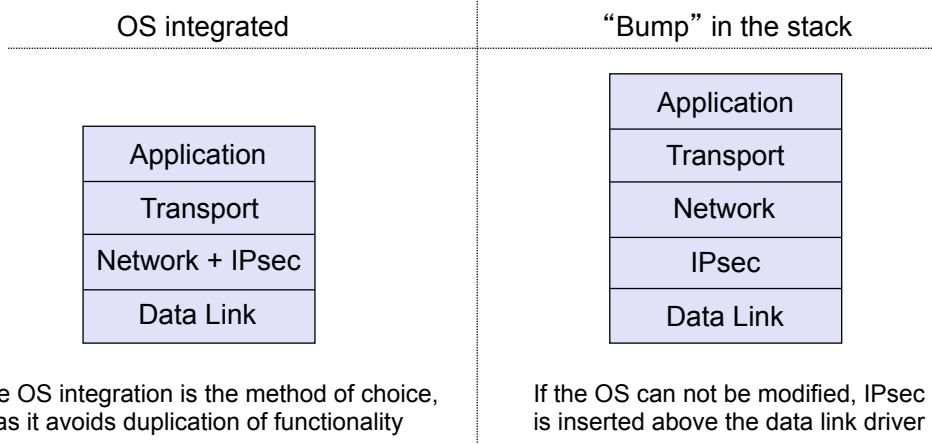 OS integrated
Application
Transport
Network + IPsec
Data Link
e OS integration is the method of choice,
as it avoids duplication of functionality
“Bump” in the stack
Application
Transport
Network
IPsec
Data Link
If the OS can not be modified, IPsec
is inserted above the data link driver